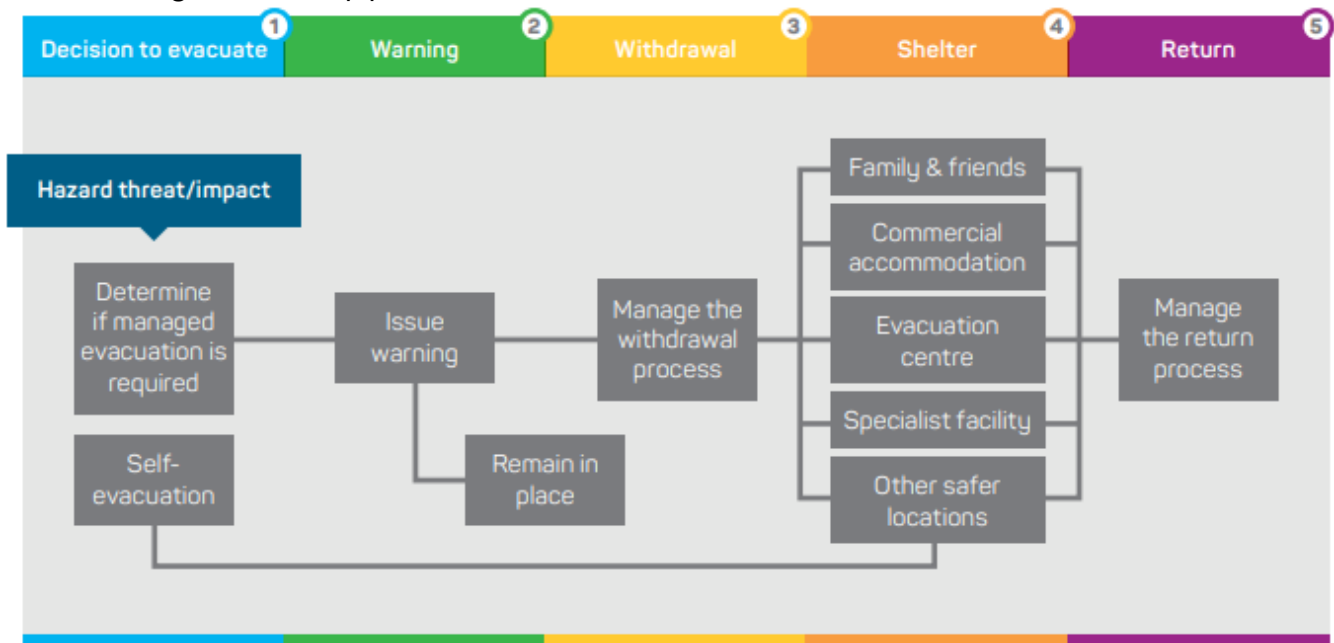 1
2
3
4
5
Decision to evacuate
Warning
Withdrawal
Shelter
Return
Hazard threat/impact
Determine
if managed
evacuation is
required
Self-
evacuation
Issue
warning
Remain in
place
Manage the
withdrawal
process
Family & friends
Commercial
accommodation
Evacuation
centre
Specialist facility
Other safer
locations
Manage
the return
process